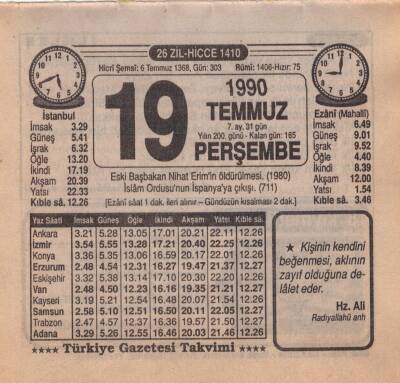 26 ZİL-HİCCE 1410
Hicrî Şemsî: 6 Temmuz 1368, Gün: 303 Rûmî: 1406-Hızır: 75
19
1990
TEMMUZ
7. ay, 31 gün
Yılın 200. günü - Kalan gün: 165
PERŞEMBE
İstanbul
İmsak 3.29
Güneş 5.41
İşrak 6.32
Öğle 13.20
İkindi 17.19
Akşam 20.39
Yatsı 22.33
Kıble sâ. 12.26
Ezânî (Mahallî)
İmsak 6.49
Güneş 9.01
İşrak 9.52
Öğle 4.40
İkindi 8.39
Akşam 12.00
Yatsı 1.54
Kıble sâ. 3.46
Eski Başbakan Nihat Erim'in öldürülmesi. (1980)
İslâm Ordusu'nun İspanya'ya çıkışı. (711)
[Ezânî sâat 1 dak. ileri alınır – Gündüzün kısalması 2 dak.]
Yaz Sâati İmsak Güneş Öğle İkindi Akşam Yatsı Kıble sâ.
Ankara 3.21 5.28 13.05 17.01 20.21 22.11 12.26
İzmir 3.54 5.55 13.28 17.21 20.40 22.25 12.26
Konya 3.36 5.35 13.06 16.59 20.17 22.01 12.26
Erzurum 2.48 4.54 12.31 16.27 19.47 21.37 12.27
Eskişehir 3.32 5.38 13.14 17.10 20.30 22.20 12.26
Van 2.48 4.50 12.23 16.16 19.35 21.21 12.27
Kayseri 3.19 5.21 12.54 16.48 20.07 21.54 12.26
Samsun 2.58 5.10 12.51 16.50 20.11 22.05 12.27
Trabzon 2.47 4.57 12.37 16.36 19.57 21.50 12.27
Adana 3.29 5.26 12.55 16.46 20.03 21.46 12.26
★ Kişinin kendini
beğenmesi, aklının
zayıf olduğuna de-
lâlet eder.
Hz. Ali
Radıyallahü anh
★★★★ Türkiye Gazetesi Takvimi ★★★★